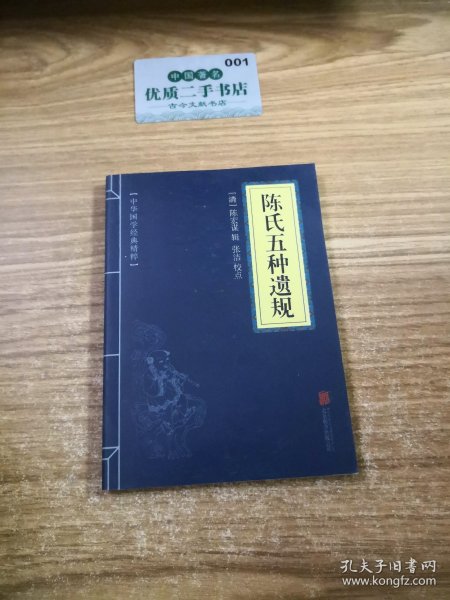 001
中国著名
优质二手书店
古今文献书店
陈氏五种遗规
[清]陈宏谋 辑 张洁 校点
【中华国学经典精粹】
孔夫子旧书网
www.kongfz.com